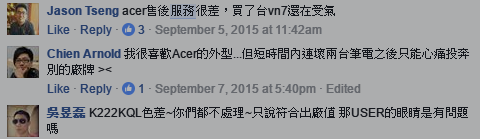 Jason Tseng acer售後服務很差，買了台vn7還在受氣
Like · Reply · 3 · September 5, 2015 at 11:42am
Chien Arnold 我很喜歡Acer的外型...但短時間內連壞兩台筆電之後只能心痛投奔
別的廠牌 ><
Like · Reply · 1 · September 7, 2015 at 5:40pm · Edited
吳昱磊 K222KQL色差~你們都不處理~只說符合出廠值 那USER的眼睛是有問題
嗎